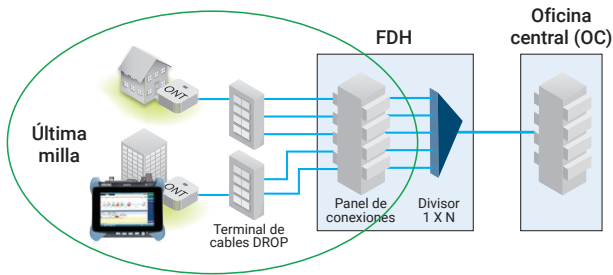 Oficina
central (OC)
FDH
ONT
Última
milla
ONT
Terminal de
cables DROP
Panel de
conexiones
Divisor
1 X N